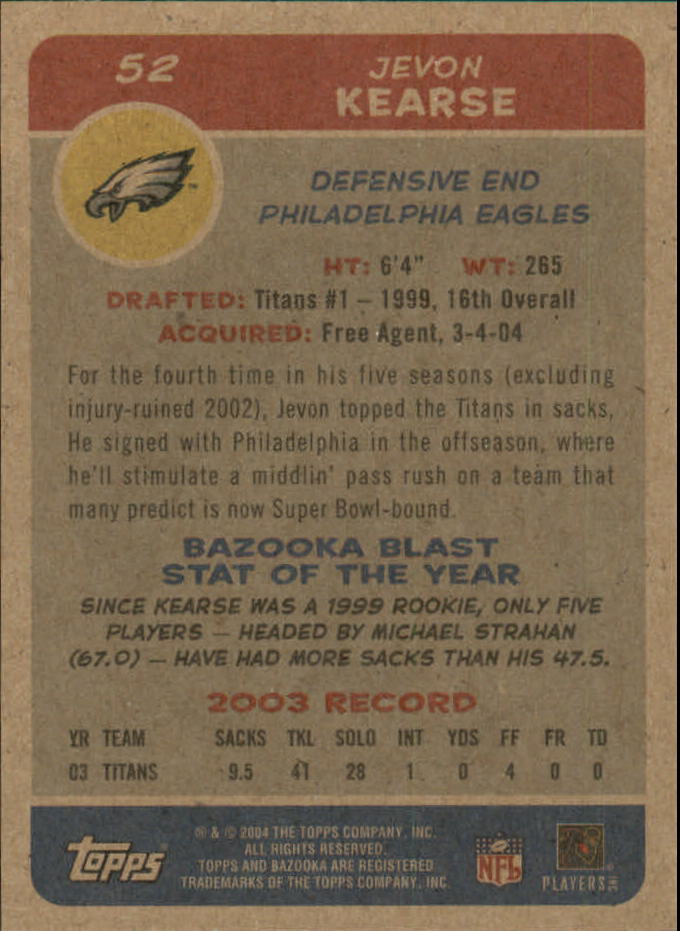 52
JEVON
KEARSE
DEFENSIVE END
PHILADELPHIA EAGLES
HT: 6'4" WT: 265
DRAFTED: Titans #1 – 1999, 16th Overall
ACQUIRED: Free Agent, 3-4-04
For the fourth time in his five seasons (excluding
injury-ruined 2002), Jevon topped the Titans in sacks.
He signed with Philadelphia in the offseason, where
he'll stimulate a middlin' pass rush on a team that
many predict is now Super Bowl-bound.
BAZOOKA BLAST
STAT OF THE YEAR
SINCE KEARSE WAS A 1999 ROOKIE, ONLY FIVE
PLAYERS — HEADED BY MICHAEL STRAHAN
(67.0) — HAVE HAD MORE SACKS THAN HIS 47.5.
2003 RECORD
YR TEAM SACKS TKL SOLO INT YDS FF FR TD
03 TITANS 9.5 41 28 1 0 4 0 0
topps
® & © 2004 THE TOPPS COMPANY, INC.
ALL RIGHTS RESERVED.
TOPPS AND BAZOOKA ARE REGISTERED
TRADEMARKS OF THE TOPPS COMPANY, INC.
NFL
PLAYERS INC